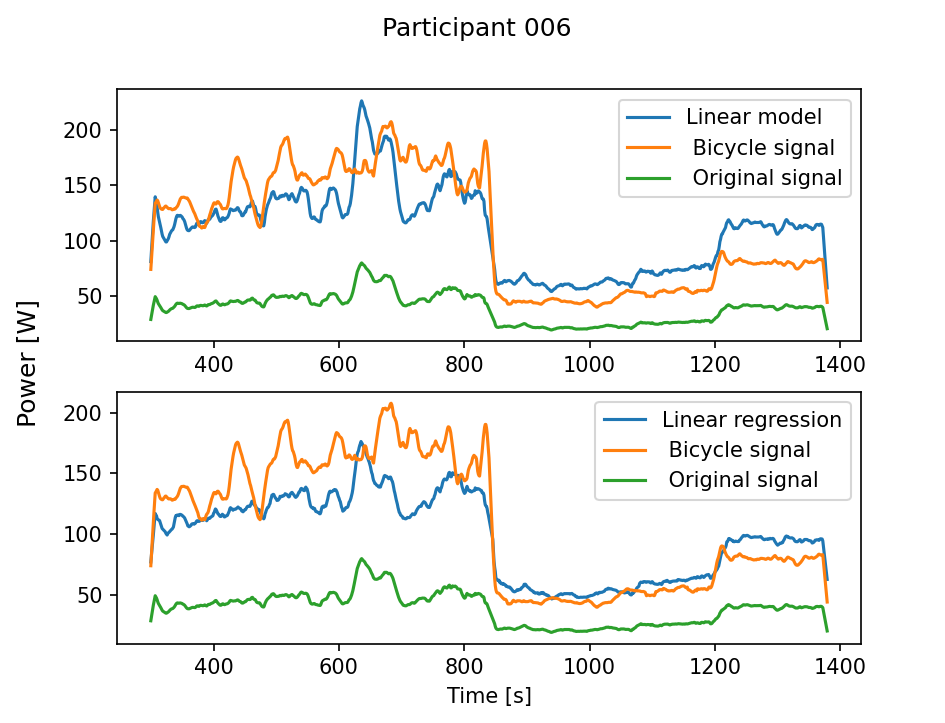 Participant 006
Power [W]
200
150
100
50
Linear model
Bicycle signal
Original signal
400
600
800
1000
1200
1400
200
150
100
50
Linear regression
Bicycle signal
Original signal
400
600
800
1000
1200
1400
Time [s]